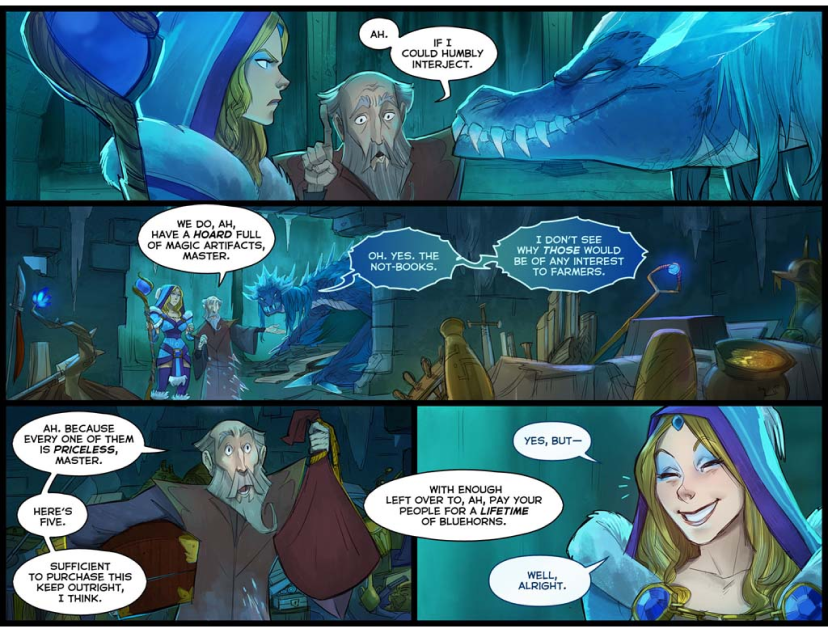 AH.
IF I
COULD HUMBLY
INTERJECT.
WE DO, AH,
HAVE A HOARD FULL
OF MAGIC ARTIFACTS,
MASTER.
OH. YES. THE
NOT-BOOKS.
I DON'T SEE
WHY THOSE WOULD
BE OF ANY INTEREST
TO FARMERS.
AH. BECAUSE
EVERY ONE OF THEM
IS PRICELESS,
MASTER.
HERE'S
FIVE.
SUFFICIENT
TO PURCHASE THIS
KEEP OUTRIGHT,
I THINK.
YES, BUT—
WITH ENOUGH
LEFT OVER TO, AH, PAY YOUR
PEOPLE FOR A LIFETIME
OF BLUEHORNS.
WELL,
ALRIGHT.